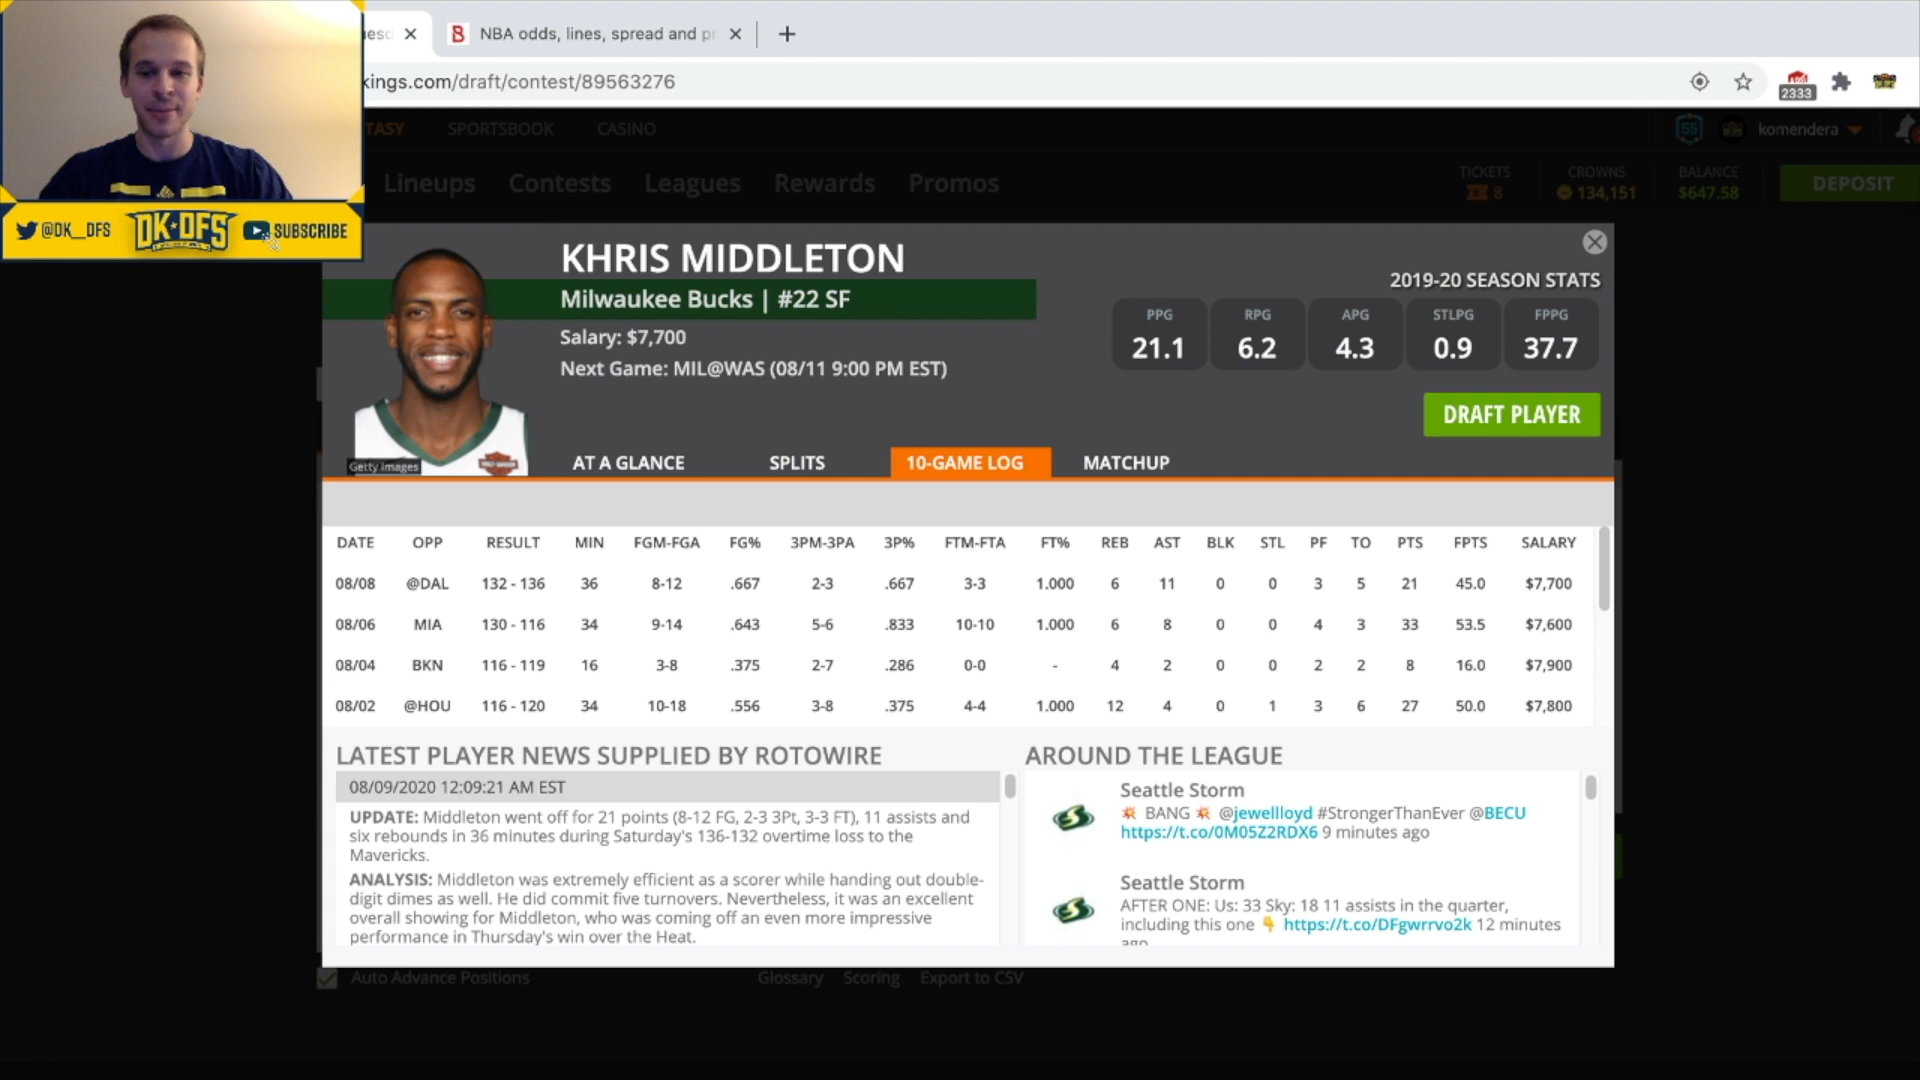 NBA odds, lines, spread and pr
kings.com/draft/contest/89563276
2333
TASY SPORTSBOOK CASINO
55 komendera
Lineups Contests Leagues Rewards Promos
TICKETS
8
CROWNS
134,151
BALANCE
$647.58
DEPOSIT
@DK__DFS DK★DFS SUBSCRIBE
KHRIS MIDDLETON
Milwaukee Bucks | #22 SF
Salary: $7,700
Next Game: MIL@WAS (08/11 9:00 PM EST)
Getty Images
2019-20 SEASON STATS
PPG RPG APG STLPG FPPG
21.1 6.2 4.3 0.9 37.7
DRAFT PLAYER
AT A GLANCE SPLITS 10-GAME LOG MATCHUP
DATE OPP RESULT MIN FGM-FGA FG% 3PM-3PA 3P% FTM-FTA FT% REB AST BLK STL PF TO PTS FPTS SALARY
08/08 @DAL 132 - 136 36 8-12 .667 2-3 .667 3-3 1.000 6 11 0 0 3 5 21 45.0 $7,700
08/06 MIA 130 - 116 34 9-14 .643 5-6 .833 10-10 1.000 6 8 0 0 4 3 33 53.5 $7,600
08/04 BKN 116 - 119 16 3-8 .375 2-7 .286 0-0 - 4 2 0 0 2 2 8 16.0 $7,900
08/02 @HOU 116 - 120 34 10-18 .556 3-8 .375 4-4 1.000 12 4 0 1 3 6 27 50.0 $7,800
LATEST PLAYER NEWS SUPPLIED BY ROTOWIRE
08/09/2020 12:09:21 AM EST
UPDATE: Middleton went off for 21 points (8-12 FG, 2-3 3Pt, 3-3 FT), 11 assists and
six rebounds in 36 minutes during Saturday's 136-132 overtime loss to the
Mavericks.
ANALYSIS: Middleton was extremely efficient as a scorer while handing out double-
digit dimes as well. He did commit five turnovers. Nevertheless, it was an excellent
overall showing for Middleton, who was coming off an even more impressive
performance in Thursday's win over the Heat.
AROUND THE LEAGUE
Seattle Storm
💥 BANG 💥 @jewellloyd #StrongerThanEver @BECU
https://t.co/0M05Z2RDX6 9 minutes ago
Seattle Storm
AFTER ONE: Us: 33 Sky: 18 11 assists in the quarter,
including this one 👇 https://t.co/DFgwrrvo2k 12 minutes
ago
Auto Advance Positions Glossary Scoring Export to CSV